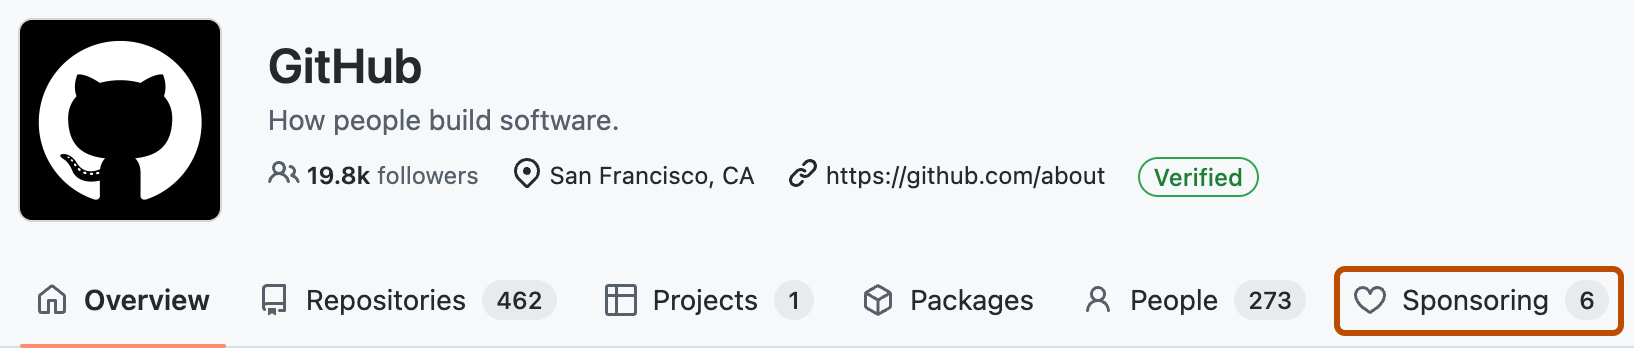 GitHub
How people build software.
19.8k followers San Francisco, CA https://github.com/about Verified
Overview Repositories 462 Projects 1 Packages People 273 Sponsoring 6